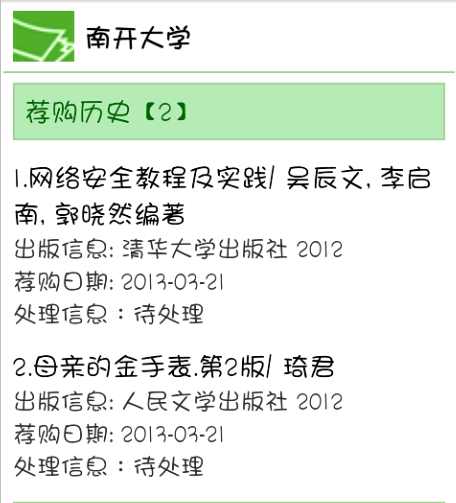 南开大学
荐购历史【2】
1.网络安全教程及实践/ 吴辰文, 李启
南, 郭晓然编著
出版信息: 清华大学出版社 2012
荐购日期: 2013-03-21
处理信息：待处理
2.母亲的金手表.第2版/ 琦君
出版信息: 人民文学出版社 2012
荐购日期: 2013-03-21
处理信息：待处理